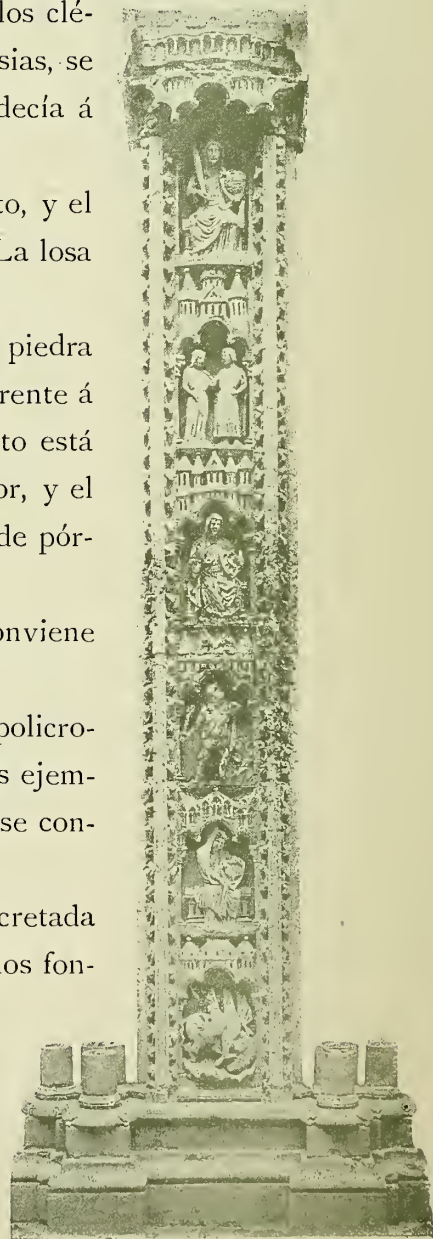 los clé-
sias, se
decía á
to, y el
La losa
piedra
rente á
to está
or, y el
de pór-
onviene
policro-
s ejem-
se con-
cretada
los fon-